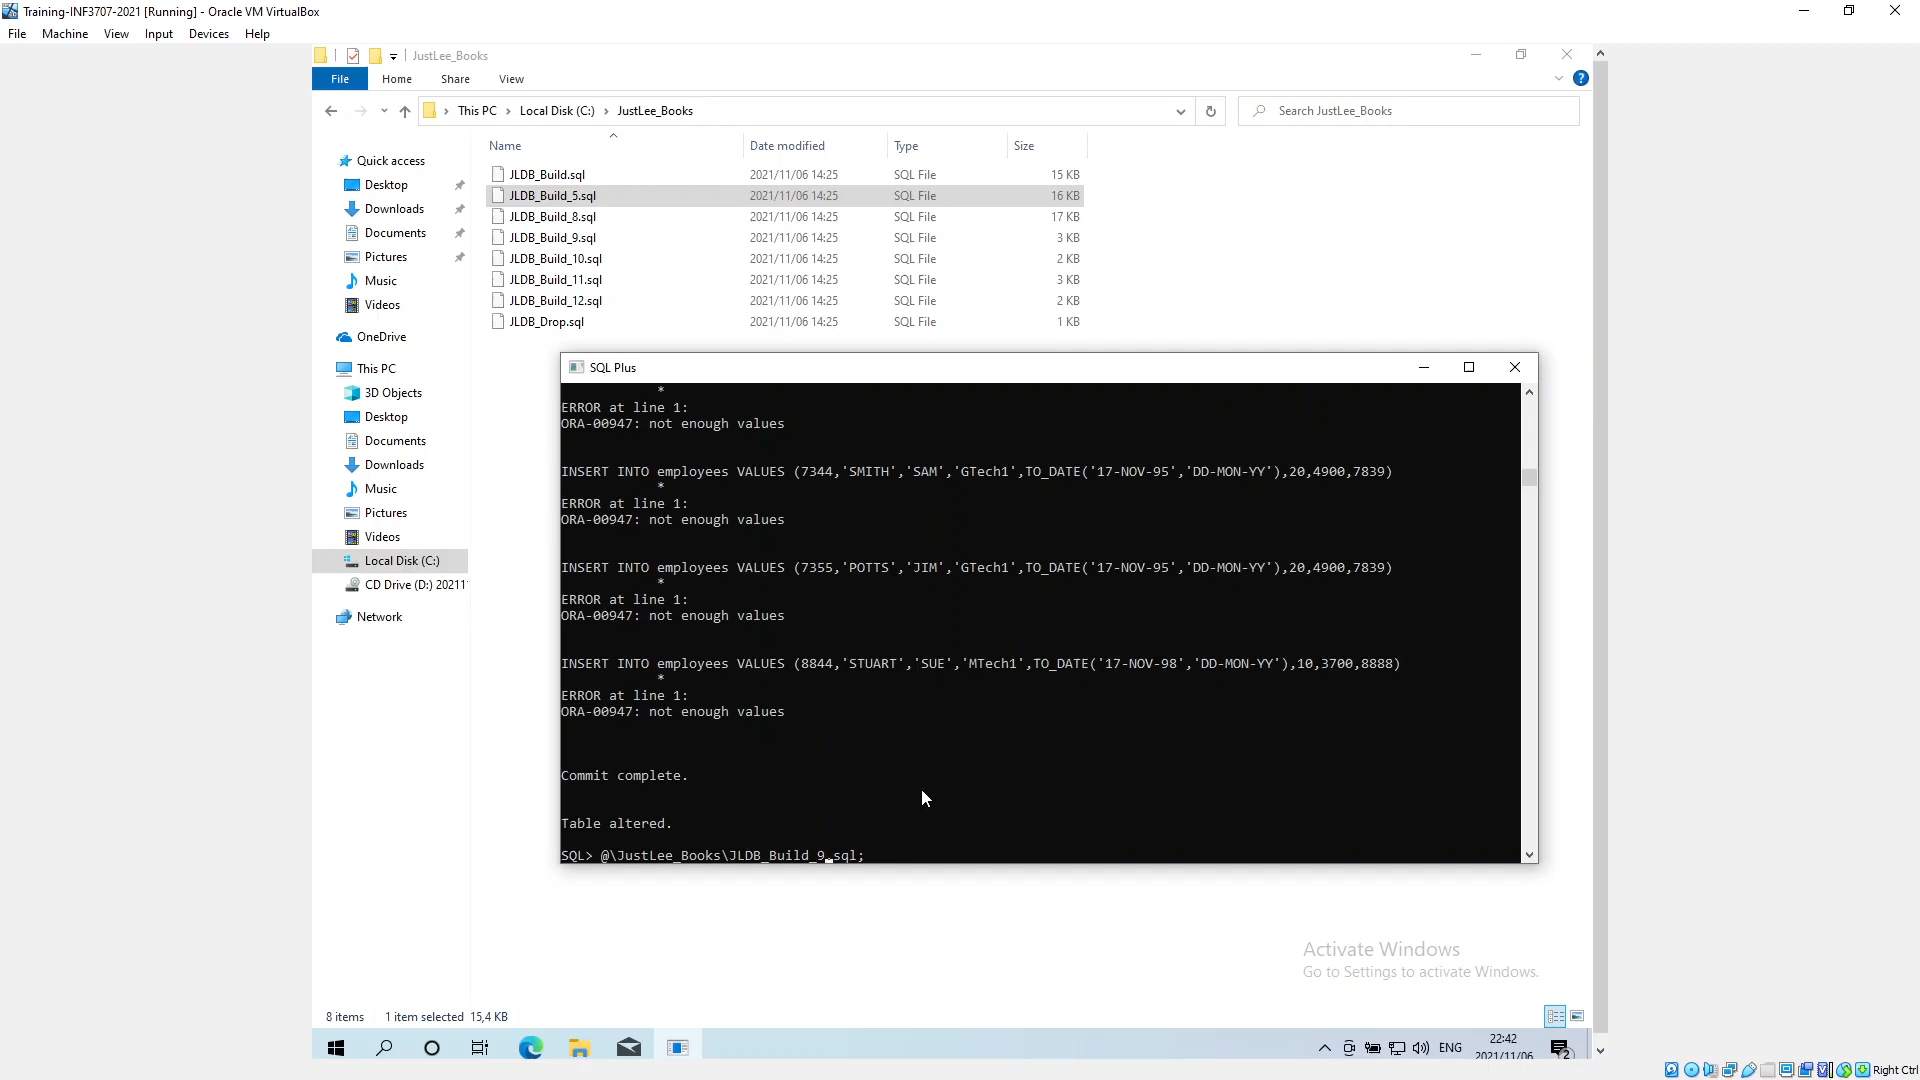 Training-INF3707-2021 [Running] - Oracle VM VirtualBox
File Machine View Input Devices Help
JustLee_Books
File Home Share View
This PC Local Disk (C:) JustLee_Books
Search JustLee_Books
Name Date modified Type Size
JLDB_Build.sql 2021/11/06 14:25 SQL File 15 KB
JLDB_Build_5.sql 2021/11/06 14:25 SQL File 16 KB
JLDB_Build_8.sql 2021/11/06 14:25 SQL File 17 KB
JLDB_Build_9.sql 2021/11/06 14:25 SQL File 3 KB
JLDB_Build_10.sql 2021/11/06 14:25 SQL File 2 KB
JLDB_Build_11.sql 2021/11/06 14:25 SQL File 3 KB
JLDB_Build_12.sql 2021/11/06 14:25 SQL File 2 KB
JLDB_Drop.sql 2021/11/06 14:25 SQL File 1 KB
Quick access
Desktop
Downloads
Documents
Pictures
Music
Videos
OneDrive
This PC
3D Objects
Desktop
Documents
Downloads
Music
Pictures
Videos
Local Disk (C:)
CD Drive (D:) 20211
Network
SQL Plus
*
ERROR at line 1:
ORA-00947: not enough values
INSERT INTO employees VALUES (7344,'SMITH','SAM','GTech1',TO_DATE('17-NOV-95','DD-MON-YY'),20,4900,7839)
*
ERROR at line 1:
ORA-00947: not enough values
INSERT INTO employees VALUES (7355,'POTTS','JIM','GTech1',TO_DATE('17-NOV-95','DD-MON-YY'),20,4900,7839)
*
ERROR at line 1:
ORA-00947: not enough values
INSERT INTO employees VALUES (8844,'STUART','SUE','MTech1',TO_DATE('17-NOV-98','DD-MON-YY'),10,3700,8888)
*
ERROR at line 1:
ORA-00947: not enough values
Commit complete.
Table altered.
SQL> @\JustLee_Books\JLDB_Build_9.sql;
Activate Windows
Go to Settings to activate Windows.
8 items 1 item selected 15,4 KB
ENG
22:42
2021/11/06
2
Right Ctrl